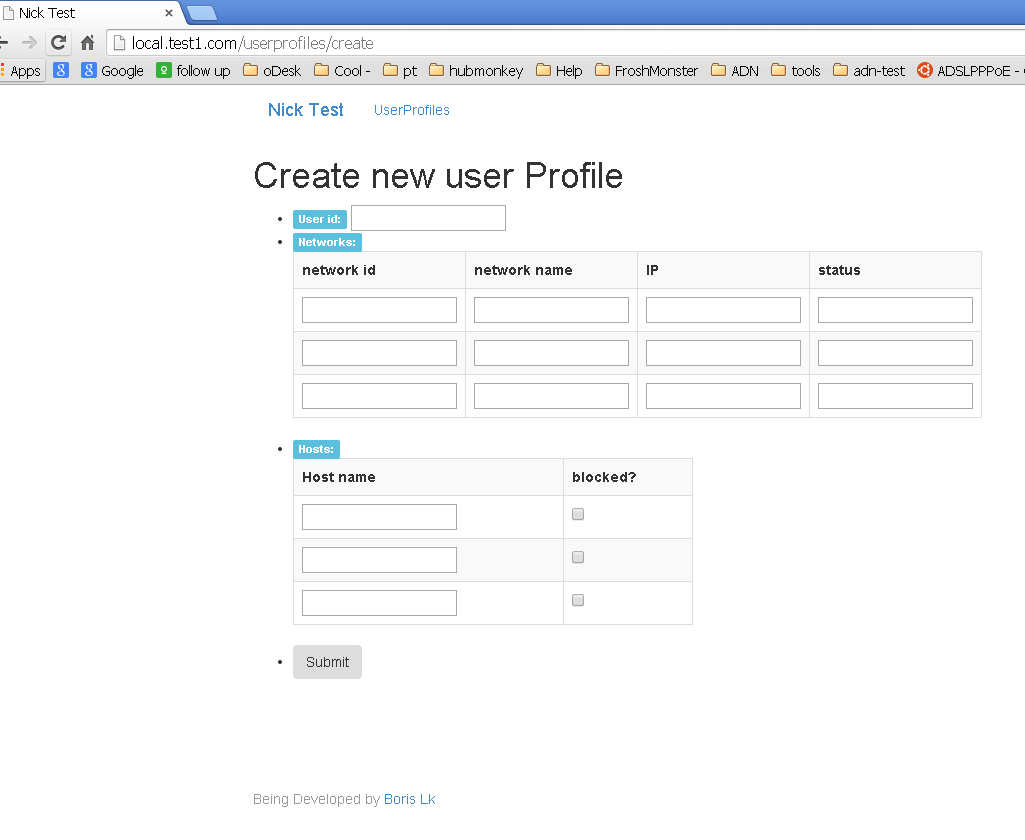 Nick Test
local.test1.com/userprofiles/create
Apps Google follow up oDesk Cool - pt hubmonkey Help FroshMonster ADN tools adn-test ADSLPPPoE -
Nick Test UserProfiles
Create new user Profile
User id:
Networks:
network id network name IP status
Hosts:
Host name blocked?
Submit
Being Developed by Boris Lk